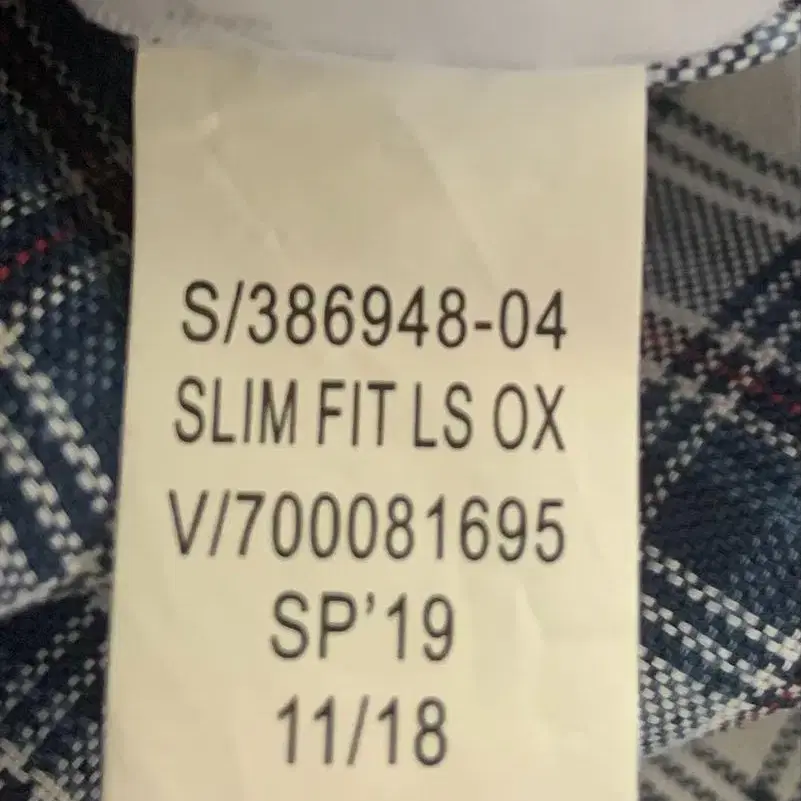 S/386948-04
SLIM FIT LS OX
V/700081695
SP’19
11/18